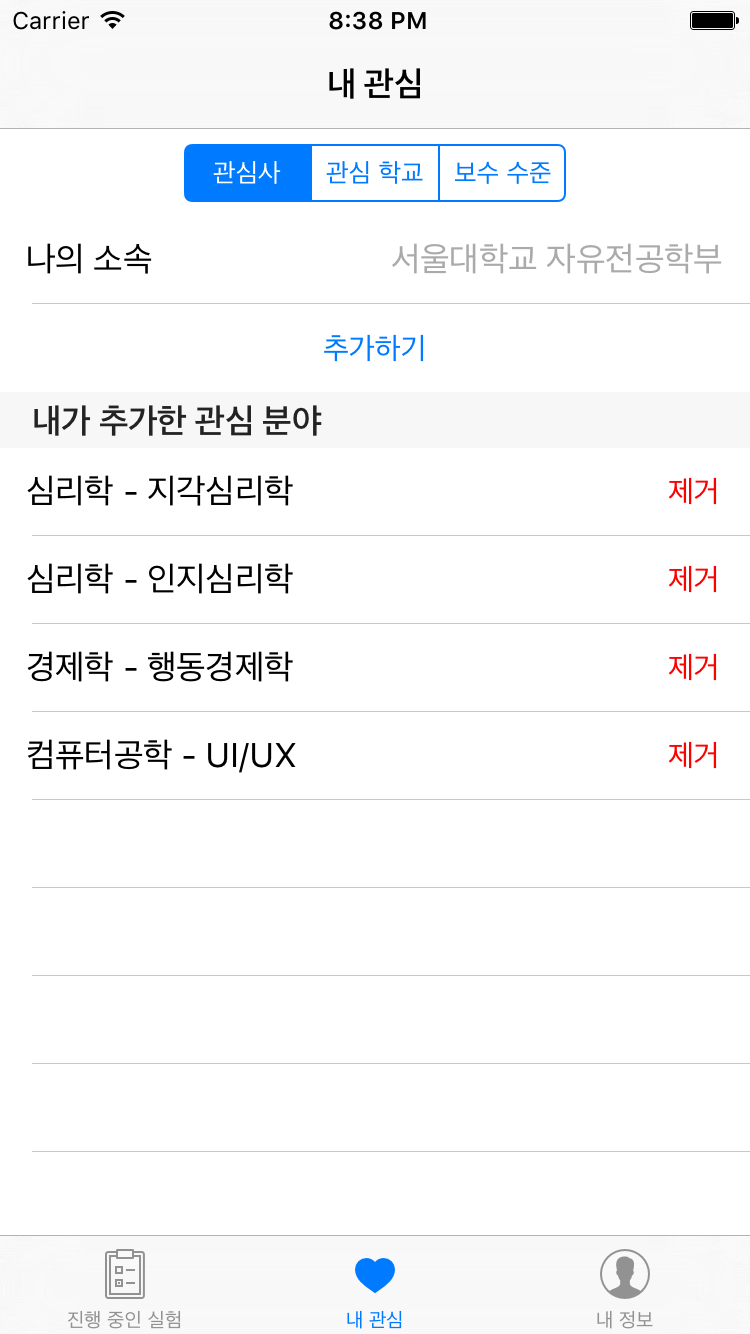 Carrier 8:38 PM
내 관심
관심사 관심 학교 보수 수준
나의 소속 서울대학교 자유전공학부
추가하기
내가 추가한 관심 분야
심리학 - 지각심리학 제거
심리학 - 인지심리학 제거
경제학 - 행동경제학 제거
컴퓨터공학 - UI/UX 제거
진행 중인 실험 내 관심 내 정보